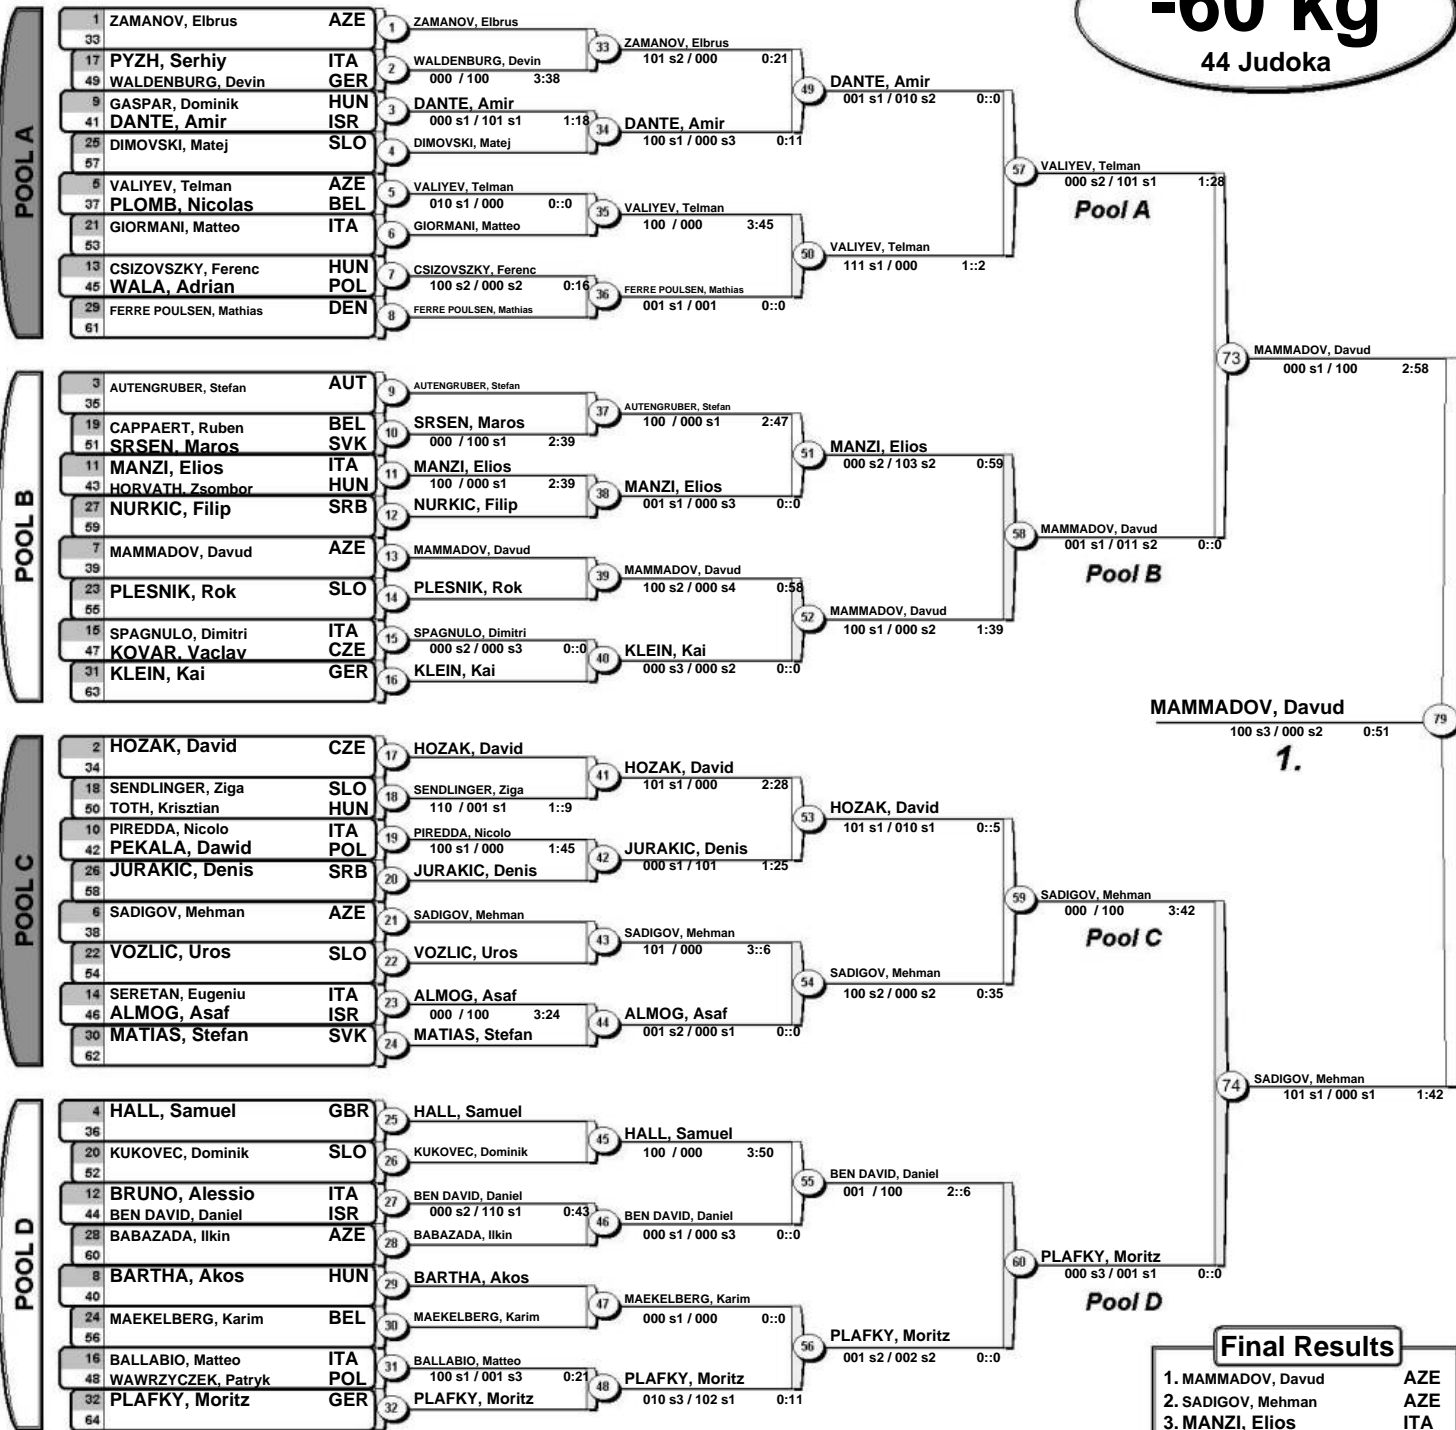 -60 kg
44 Judoka
POOL A
1 ZAMANOV, Elbrus AZE
33
17 PYZH, Serhiy ITA
49 WALDENBURG, Devin GER
9 GASPAR, Dominik HUN
41 DANTE, Amir ISR
25 DIMOVSKI, Matej SLO
57
5 VALIYEV, Telman AZE
37 PLOMB, Nicolas BEL
21 GIORMANI, Matteo ITA
53
13 CSIZOVSZKY, Ferenc HUN
45 WALA, Adrian POL
29 FERRE POULSEN, Mathias DEN
61
1 ZAMANOV, Elbrus
2 WALDENBURG, Devin
000 / 100 3:38
3 DANTE, Amir
000 s1 / 101 s1 1:18
4 DIMOVSKI, Matej
5 VALIYEV, Telman
010 s1 / 000 0::0
6 GIORMANI, Matteo
7 CSIZOVSZKY, Ferenc
100 s2 / 000 s2 0:16
8 FERRE POULSEN, Mathias
33 ZAMANOV, Elbrus
101 s2 / 000 0:21
34 DANTE, Amir
100 s1 / 000 s3 0:11
35 VALIYEV, Telman
100 / 000 3:45
36 FERRE POULSEN, Mathias
001 s1 / 001 0::0
49 DANTE, Amir
001 s1 / 010 s2 0::0
50 VALIYEV, Telman
111 s1 / 000 1::2
57 VALIYEV, Telman
000 s2 / 101 s1 1:28
Pool A
POOL B
3 AUTENGRUBER, Stefan AUT
35
19 CAPPAERT, Ruben BEL
51 SRSEN, Maros SVK
11 MANZI, Elios ITA
43 HORVATH, Zsombor HUN
27 NURKIC, Filip SRB
59
7 MAMMADOV, Davud AZE
39
23 PLESNIK, Rok SLO
55
15 SPAGNULO, Dimitri ITA
47 KOVAR, Vaclav CZE
31 KLEIN, Kai GER
63
9 AUTENGRUBER, Stefan
10 SRSEN, Maros
000 / 100 s1 2:39
11 MANZI, Elios
100 / 000 s1 2:39
12 NURKIC, Filip
13 MAMMADOV, Davud
14 PLESNIK, Rok
15 SPAGNULO, Dimitri
000 s2 / 000 s3 0::0
16 KLEIN, Kai
37 AUTENGRUBER, Stefan
100 / 000 s1 2:47
38 MANZI, Elios
001 s1 / 000 s3 0::0
39 MAMMADOV, Davud
100 s2 / 000 s4 0:58
40 KLEIN, Kai
000 s3 / 000 s2 0::0
51 MANZI, Elios
000 s2 / 103 s2 0:59
52 MAMMADOV, Davud
100 s1 / 000 s2 1:39
58 MAMMADOV, Davud
001 s1 / 011 s2 0::0
Pool B
73 MAMMADOV, Davud
000 s1 / 100 2:58
MAMMADOV, Davud 79
100 s3 / 000 s2 0:51
1.
POOL C
2 HOZAK, David CZE
34
18 SENDLINGER, Ziga SLO
50 TOTH, Krisztian HUN
10 PIREDDA, Nicolo ITA
42 PEKALA, Dawid POL
26 JURAKIC, Denis SRB
58
6 SADIGOV, Mehman AZE
38
22 VOZLIC, Uros SLO
54
14 SERETAN, Eugeniu ITA
46 ALMOG, Asaf ISR
30 MATIAS, Stefan SVK
62
17 HOZAK, David
18 SENDLINGER, Ziga
110 / 001 s1 1::9
19 PIREDDA, Nicolo
100 s1 / 000 1:45
20 JURAKIC, Denis
21 SADIGOV, Mehman
22 VOZLIC, Uros
23 ALMOG, Asaf
000 / 100 3:24
24 MATIAS, Stefan
41 HOZAK, David
101 s1 / 000 2:28
42 JURAKIC, Denis
000 s1 / 101 1:25
43 SADIGOV, Mehman
101 / 000 3::6
44 ALMOG, Asaf
001 s2 / 000 s1 0::0
53 HOZAK, David
101 s1 / 010 s1 0::5
54 SADIGOV, Mehman
100 s2 / 000 s2 0:35
59 SADIGOV, Mehman
000 / 100 3:42
Pool C
74 SADIGOV, Mehman
101 s1 / 000 s1 1:42
POOL D
4 HALL, Samuel GBR
36
20 KUKOVEC, Dominik SLO
52
12 BRUNO, Alessio ITA
44 BEN DAVID, Daniel ISR
28 BABAZADA, Ilkin AZE
60
8 BARTHA, Akos HUN
40
24 MAEKELBERG, Karim BEL
56
16 BALLABIO, Matteo ITA
48 WAWRZYCZEK, Patryk POL
32 PLAFKY, Moritz GER
64
25 HALL, Samuel
26 KUKOVEC, Dominik
27 BEN DAVID, Daniel
000 s2 / 110 s1 0:43
28 BABAZADA, Ilkin
29 BARTHA, Akos
30 MAEKELBERG, Karim
31 BALLABIO, Matteo
100 s1 / 001 s3 0:21
32 PLAFKY, Moritz
45 HALL, Samuel
100 / 000 3:50
46 BEN DAVID, Daniel
000 s1 / 000 s3 0::0
47 MAEKELBERG, Karim
000 s1 / 000 0::0
48 PLAFKY, Moritz
010 s3 / 102 s1 0:11
55 BEN DAVID, Daniel
001 / 100 2::6
56 PLAFKY, Moritz
001 s2 / 002 s2 0::0
60 PLAFKY, Moritz
000 s3 / 001 s1 0::0
Pool D
Final Results
1. MAMMADOV, Davud AZE
2. SADIGOV, Mehman AZE
3. MANZI, Elios ITA